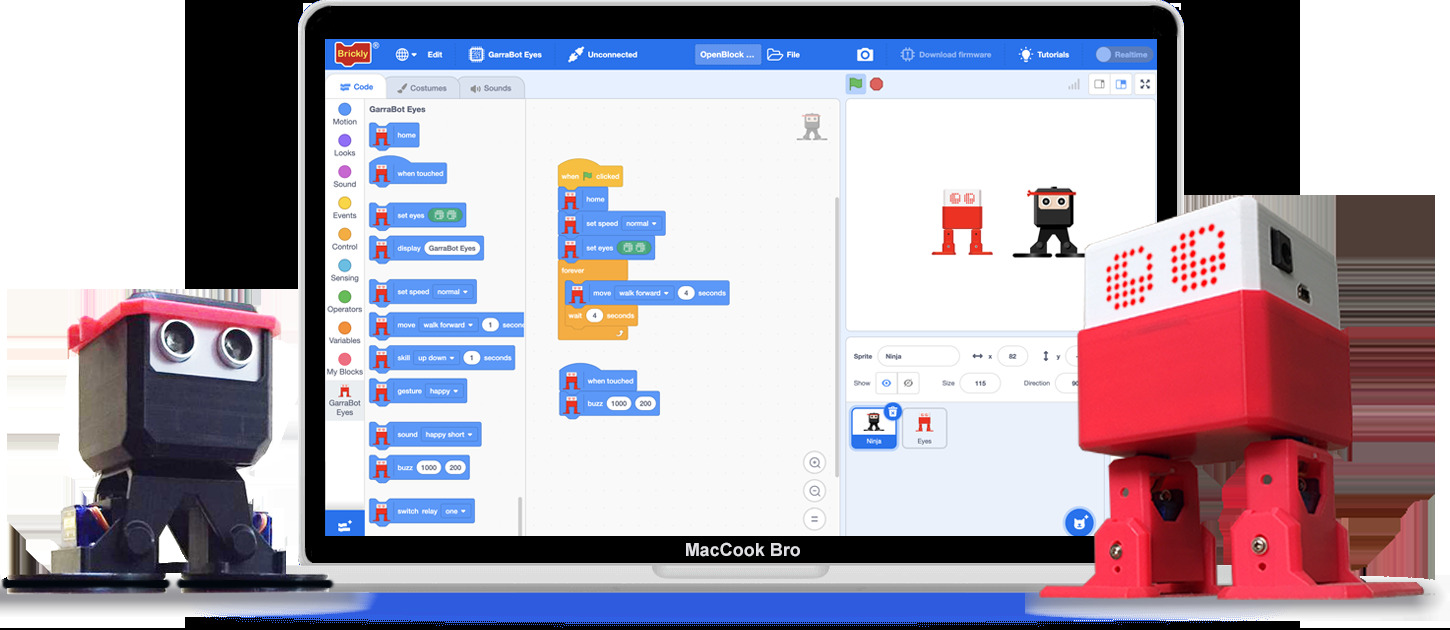 Brickly®
Edit
GarraBot Eyes
Unconnected
OpenBlock ...
File
Download firmware
Tutorials
Realtime
Code
Costumes
Sounds
Motion
Looks
Sound
Events
Control
Sensing
Operators
Variables
My Blocks
GarraBot
Eyes
GarraBot Eyes
home
when touched
set eyes
display GarraBot Eyes
set speed normal
move walk forward 1 secon
skill up down 1 seconds
gesture happy
sound happy short
buzz 1000 200
switch relay one
when clicked
home
set speed normal
set eyes
forever
move walk forward 4 seconds
wait 4 seconds
when touched
buzz 1000 200
Sprite Ninja x 82 y
Show Size 115 Direction 90
Ninja
Eyes
MacCook Bro